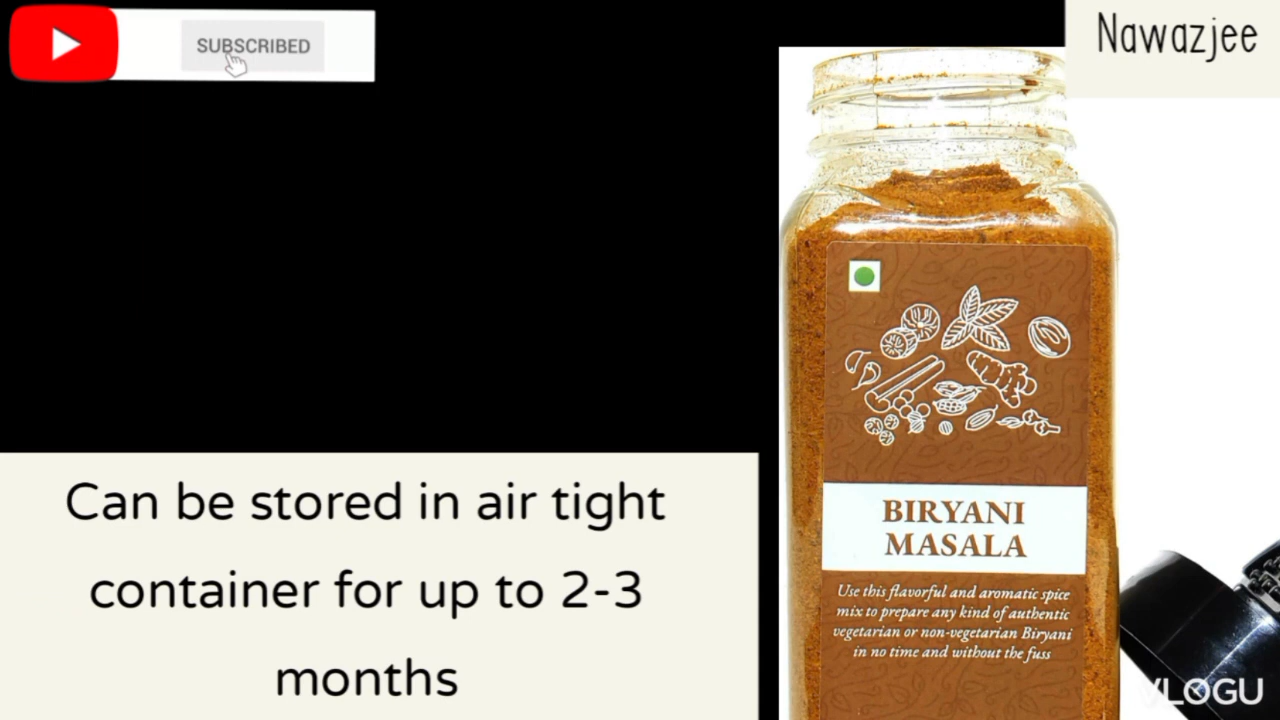 SUBSCRIBED
Nawazjee
Can be stored in air tight
container for up to 2-3
months
BIRYANI
MASALA
Use this flavorful and aromatic spice
mix to prepare any kind of authentic
vegetarian or non-vegetarian Biryani
in no time and without the fuss
VLOGU